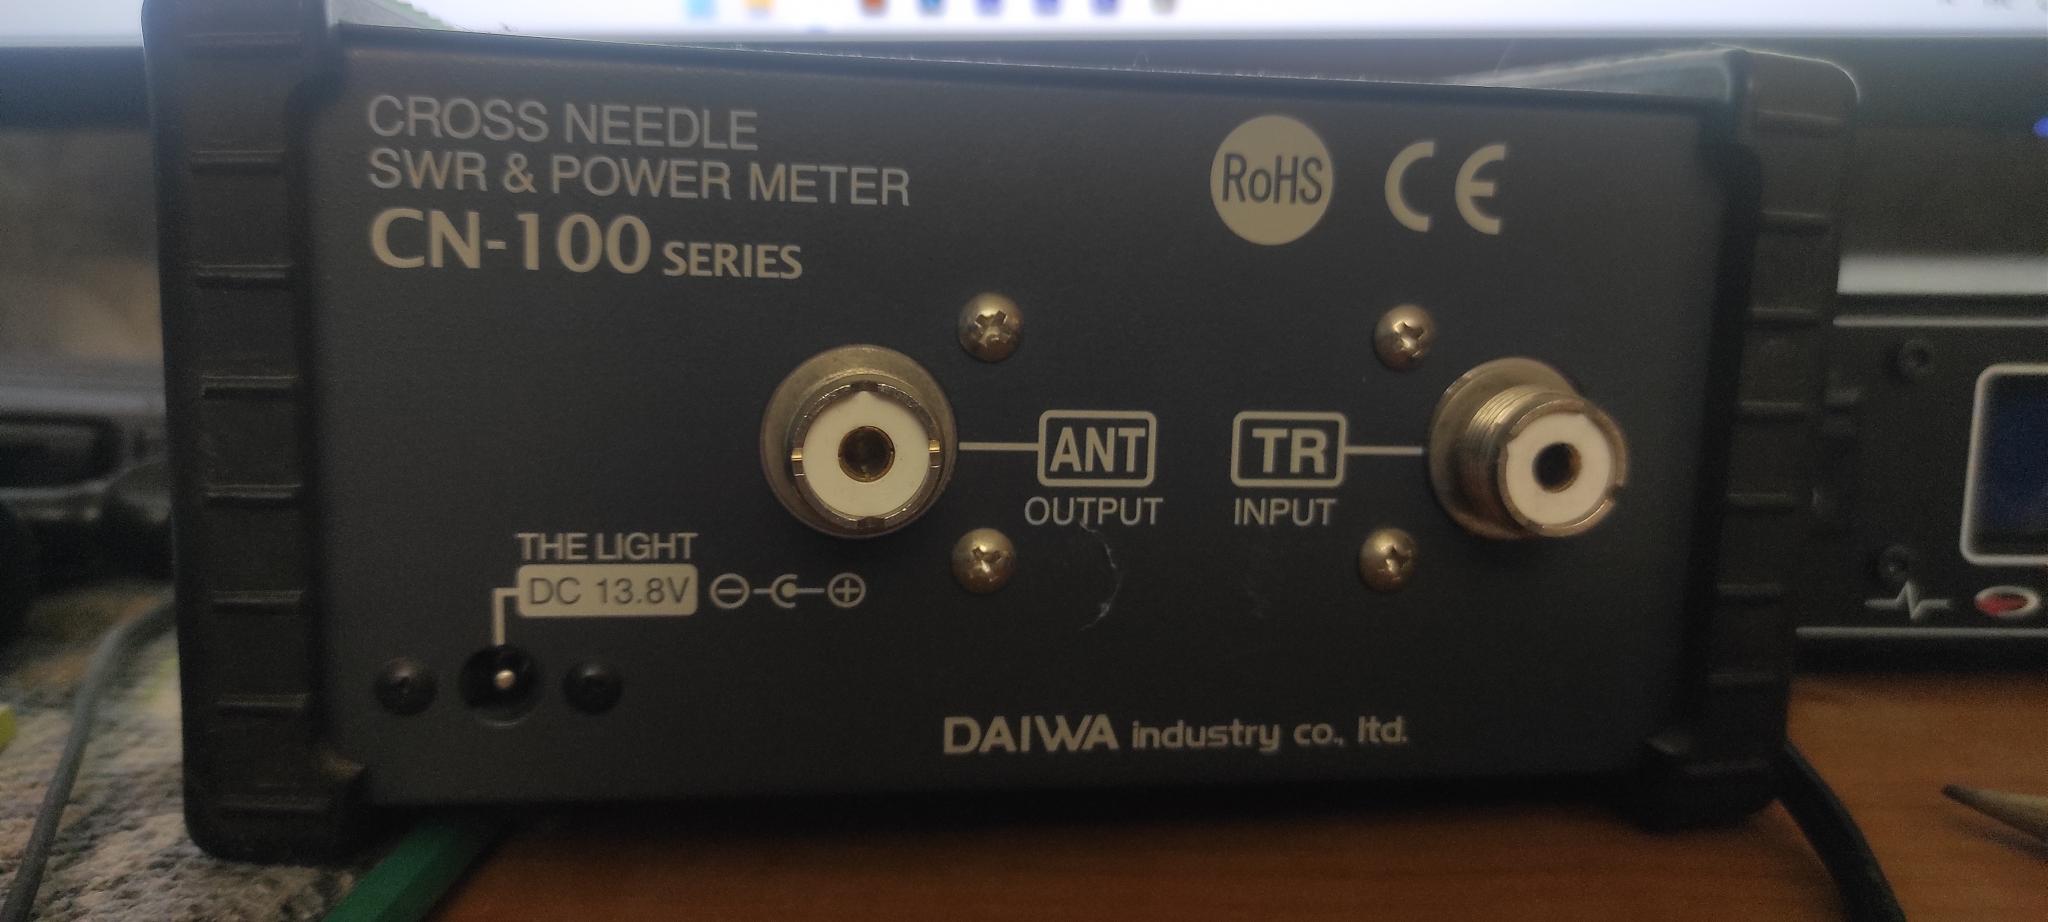 CROSS NEEDLE
SWR & POWER METER
CN-100 SERIES
RoHS CE
ANT
OUTPUT
TR
INPUT
THE LIGHT
DC 13.8V
DAIWA industry co., ltd.